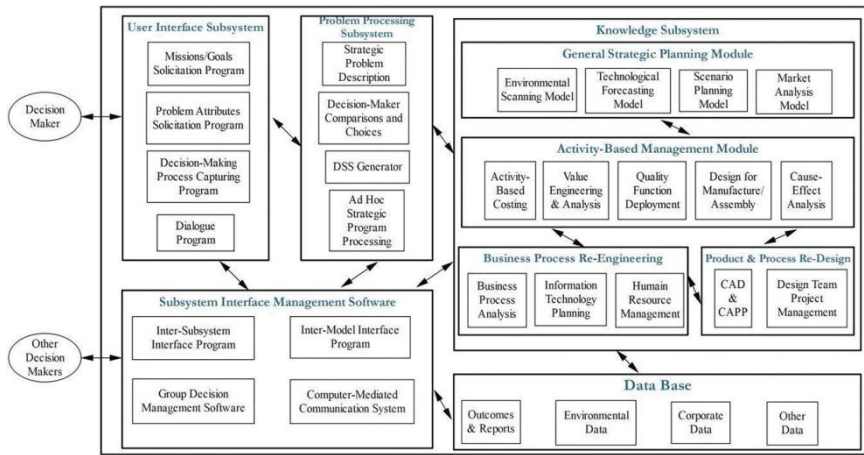 User Interface Subsystem
Missions/Goals
Solicitation Program
Problem Attributes
Solicitation Program
Decision-Making
Process Capturing
Program
Dialogue
Program
Problem Processing
Subsystem
Strategic
Problem
Description
Decision-Maker
Comparisons and
Choices
DSS Generator
Ad Hoc
Strategic
Program
Processing
Knowledge Subsystem
General Strategic Planning Module
Environmental
Scanning Model
Technological
Forecasting
Model
Scenario
Planning
Model
Market
Analysis
Model
Activity-Based Management Module
Activity-
Based
Costing
Value
Engineering
& Analysis
Quality
Function
Deployment
Design for
Manufacture/
Assembly
Cause-
Effect
Analysis
Business Process Re-Engineering
Business
Process
Analysis
Information
Technology
Planning
Humain
Resource
Management
Product & Process Re-Design
CAD
&
CAPP
Design Team
Project
Management
Decision
Maker
Other
Decision
Makers
Subsystem Interface Management Software
Inter-Subsystem
Interface Program
Inter-Model Interface
Program
Group Decision
Management Software
Computer-Mediated
Communication System
Data Base
Outcomes
& Reports
Environmental
Data
Corporate
Data
Other
Data